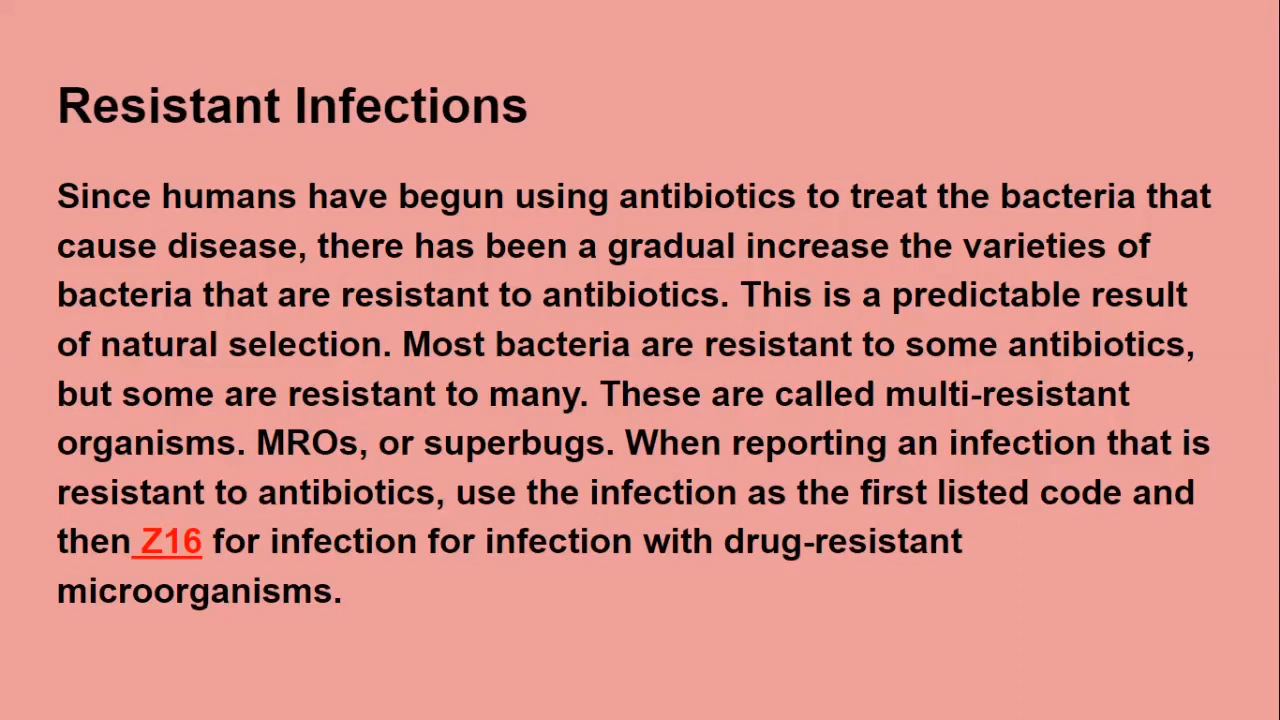 Resistant Infections
Since humans have begun using antibiotics to treat the bacteria that
cause disease, there has been a gradual increase the varieties of
bacteria that are resistant to antibiotics. This is a predictable result
of natural selection. Most bacteria are resistant to some antibiotics,
but some are resistant to many. These are called multi-resistant
organisms. MROs, or superbugs. When reporting an infection that is
resistant to antibiotics, use the infection as the first listed code and
then Z16 for infection for infection with drug-resistant
microorganisms.